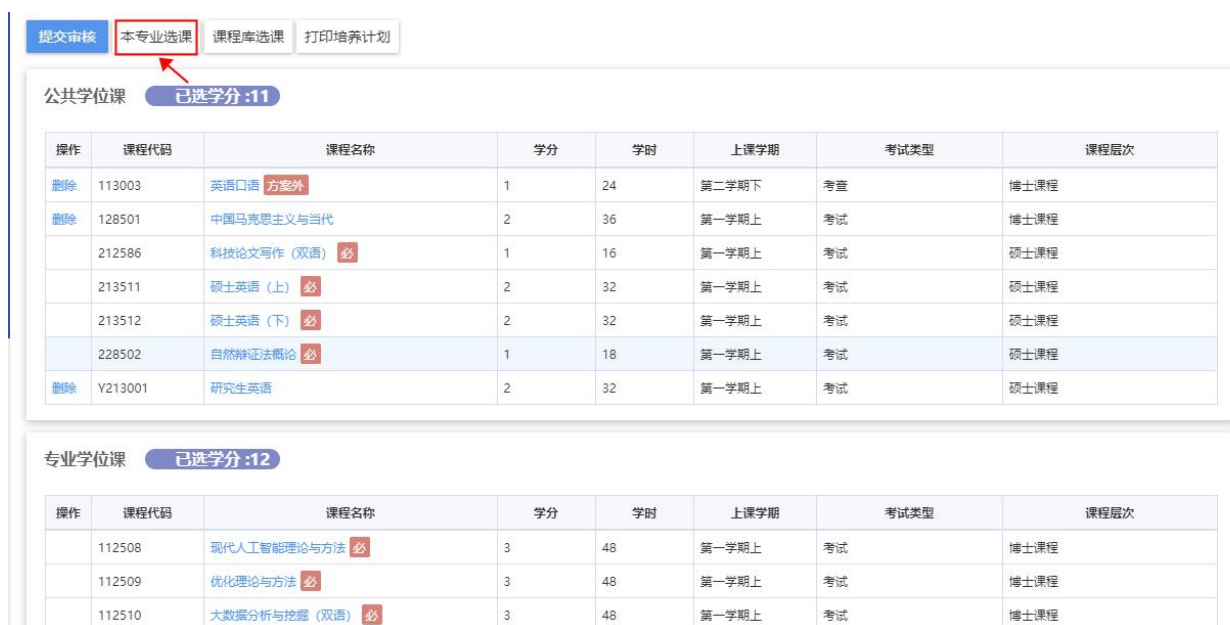 提交审核 本专业选课 课程库选课 打印培养计划
公共学位课 已选学分:11
操作 课程代码 课程名称 学分 学时 上课学期 考试类型 课程层次
删除 113003 英语口语 方案外 1 24 第二学期下 考查 博士课程
删除 128501 中国马克思主义与当代 2 36 第一学期上 考试 博士课程
212586 科技论文写作（双语） 必 1 16 第一学期上 考试 硕士课程
213511 硕士英语（上） 必 2 32 第一学期上 考试 硕士课程
213512 硕士英语（下） 必 2 32 第一学期上 考试 硕士课程
228502 自然辩证法概论 必 1 18 第一学期上 考试 硕士课程
删除 Y213001 研究生英语 2 32 第一学期上 考试 硕士课程
专业学位课 已选学分:12
操作 课程代码 课程名称 学分 学时 上课学期 考试类型 课程层次
112508 现代人工智能理论与方法 必 3 48 第一学期上 考试 博士课程
112509 优化理论与方法 必 3 48 第一学期上 考试 博士课程
112510 大数据分析与挖掘（双语） 必 3 48 第一学期上 考试 博士课程